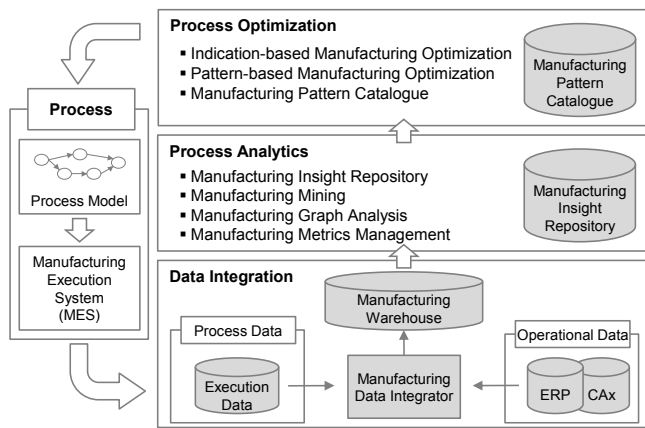 Process Optimization
▪ Indication-based Manufacturing Optimization
▪ Pattern-based Manufacturing Optimization
▪ Manufacturing Pattern Catalogue
Manufacturing
Pattern
Catalogue
Process
Process Model
Manufacturing
Execution
System
(MES)
Process Analytics
▪ Manufacturing Insight Repository
▪ Manufacturing Mining
▪ Manufacturing Graph Analysis
▪ Manufacturing Metrics Management
Manufacturing
Insight
Repository
Data Integration
Manufacturing
Warehouse
Process Data
Execution
Data
Manufacturing
Data Integrator
Operational Data
ERP
CAx